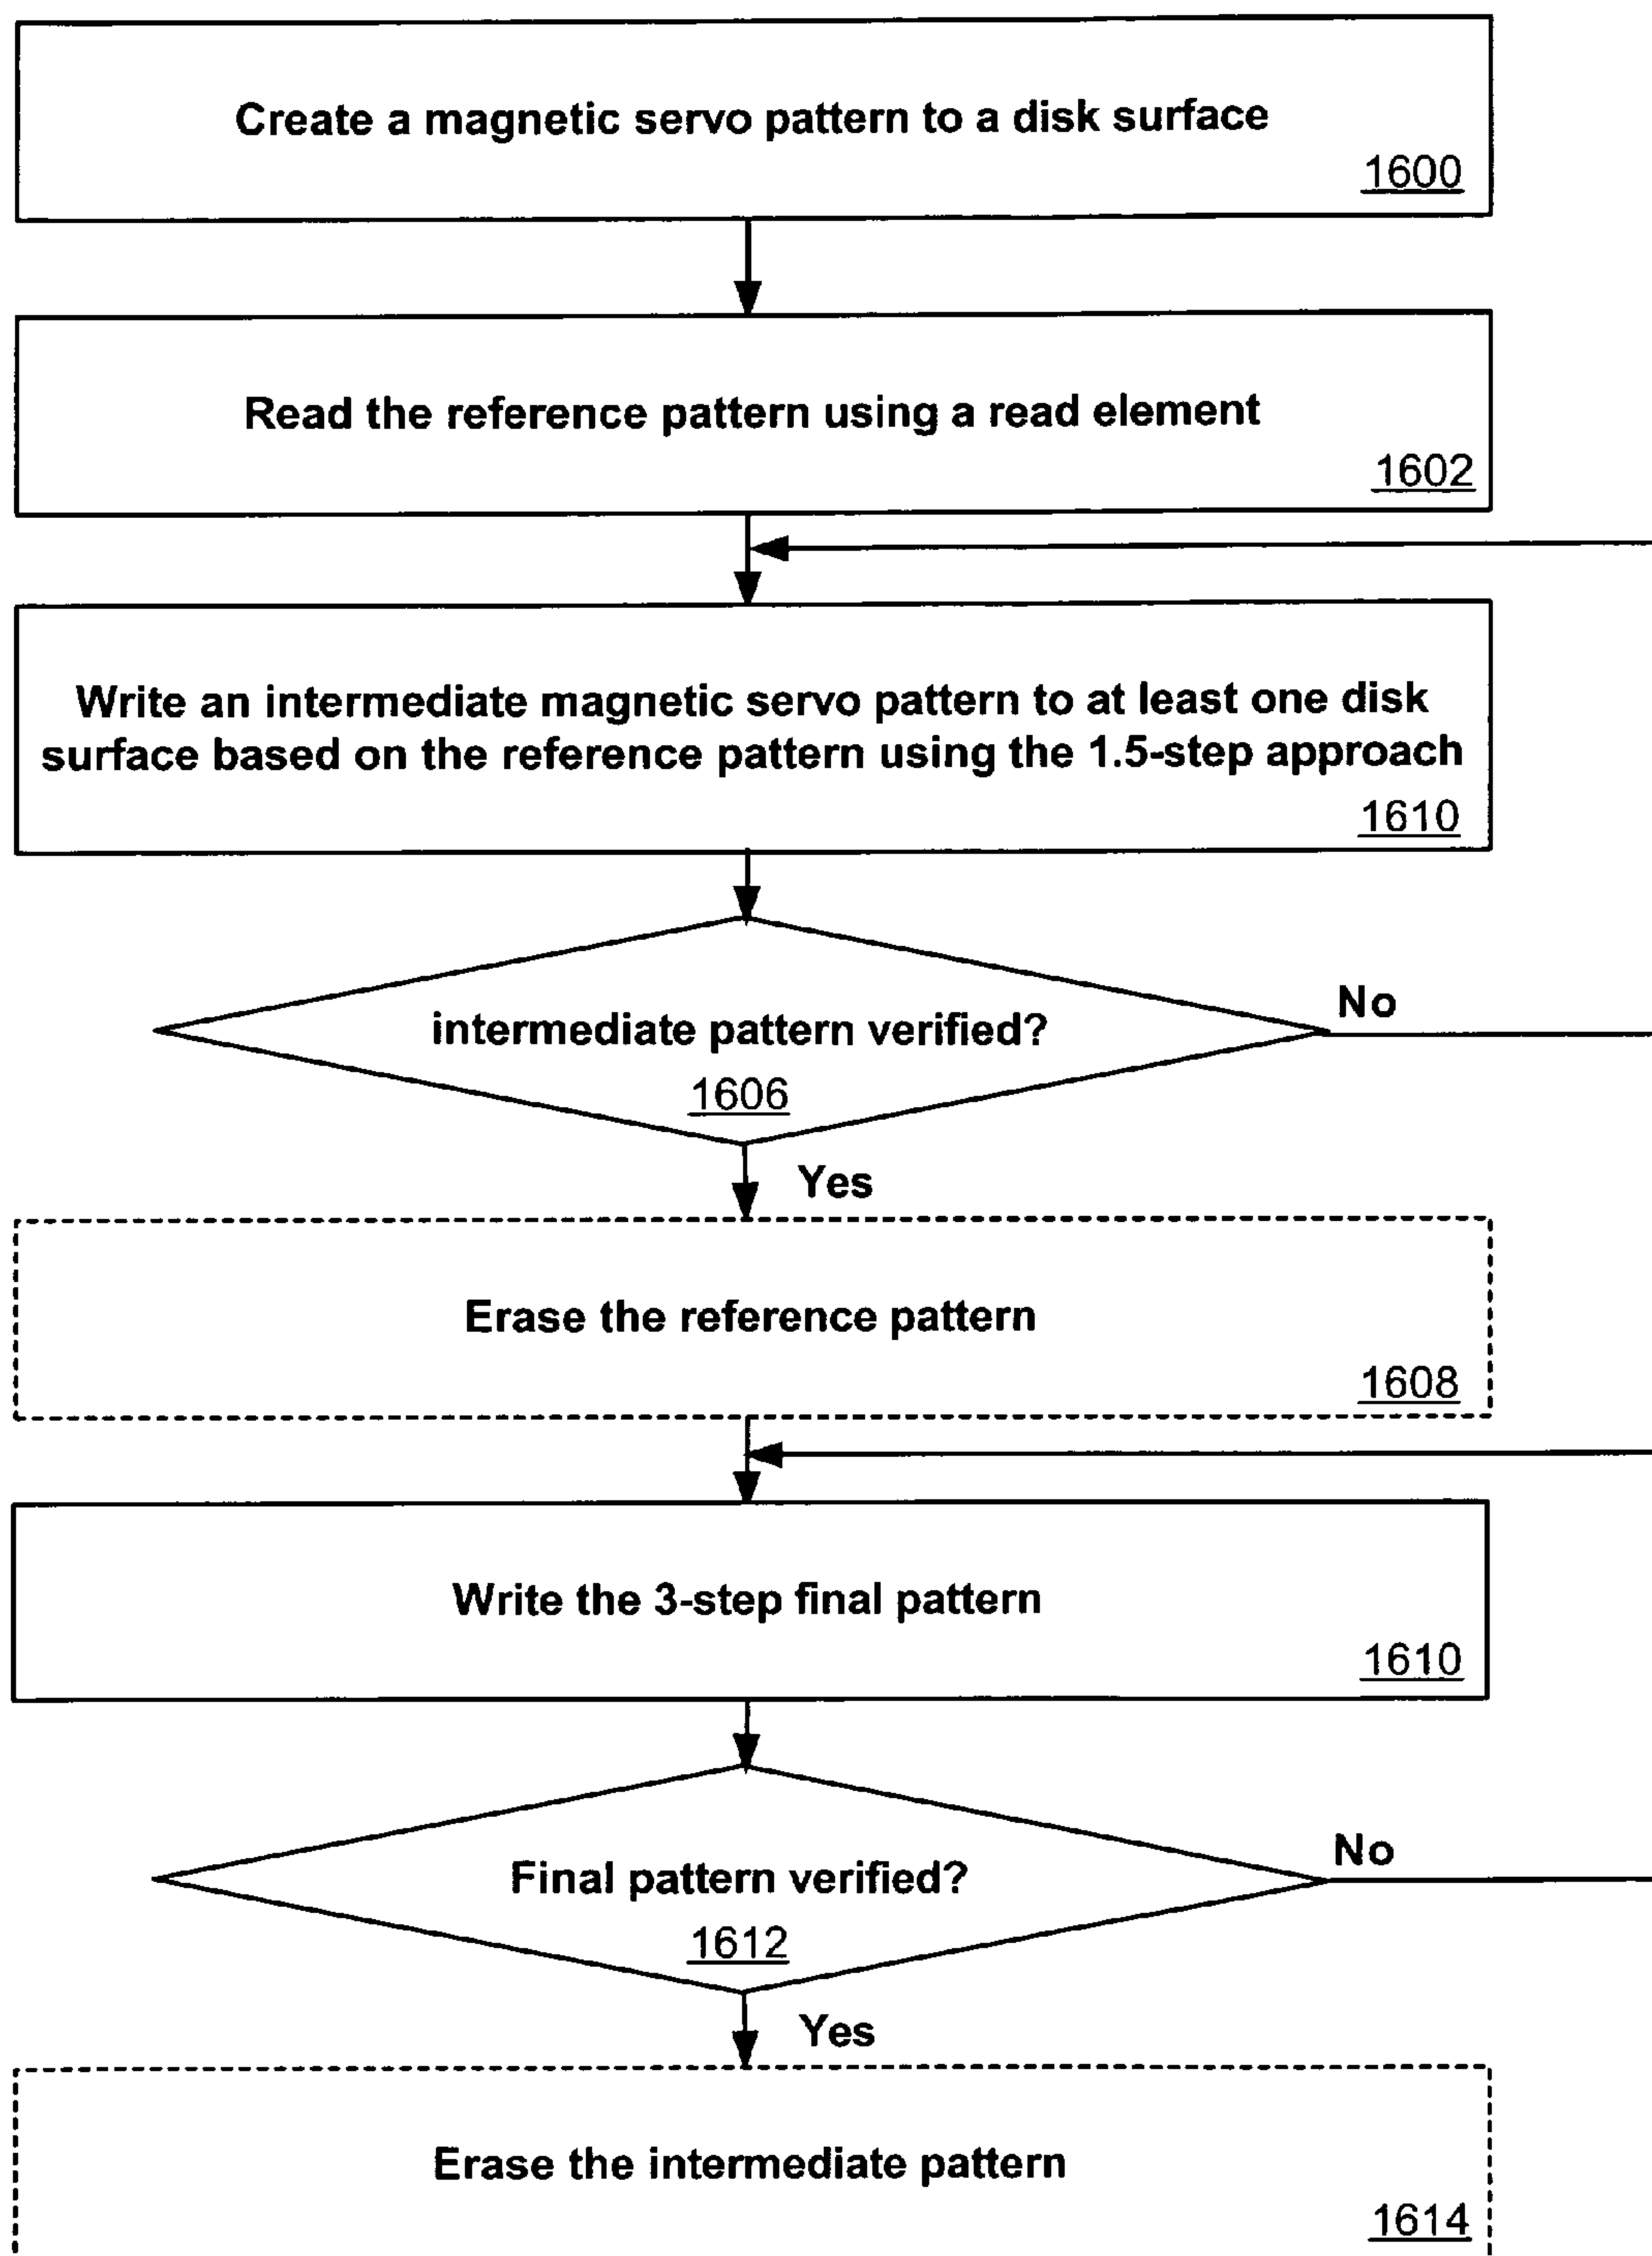 Create a magnetic servo pattern to a disk surface
1600
Read the reference pattern using a read element
1602
Write an intermediate magnetic servo pattern to at least one disk
surface based on the reference pattern using the 1.5-step approach
1610
intermediate pattern verified?
No
1606
Yes
Erase the reference pattern
1608
Write the 3-step final pattern
1610
Final pattern verified?
No
1612
Yes
Erase the intermediate pattern
1614